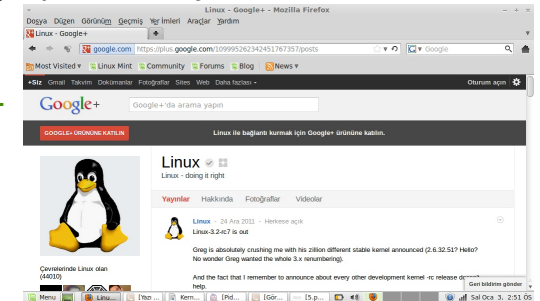 Linux - Google+ - Mozilla Firefox
Dosya Düzen Görünüm Geçmiş Yer İmleri Araçlar Yardım
Linux - Google+
google.com https://plus.google.com/109995262342451767357/posts Google
Most Visited Linux Mint Community Forums Blog News
+Siz Gmail Takvim Dokümanlar Fotoğraflar Sites Web Daha fazlası Oturum açın
Google+ Google+'da arama yapın
GOOGLE+ ÜRÜNÜNE KATILIN Linux ile bağlantı kurmak için Google+ ürününe katılın.
Linux
Linux - doing it right
Yayınlar Hakkında Fotoğraflar Videolar
Linux - 24 Ara 2011 - Herkese açık
Linux-3.2-rc7 is out
Greg is absolutely crushing me with his zillion different stable kernel announced (2.6.32.51? Hello?
No wonder Greg wanted the whole 3.x renumbering).
Çevrelerinde Linux olan
(44010)
And the fact that I remember to announce about every other development kernel -rc release doesn't
help.
Geri bildirim gönder
Menu Linu... [Yazı ... Kern... [Pid... [Gör... [5.p... Sal Oca 3, 2:51 ÖS